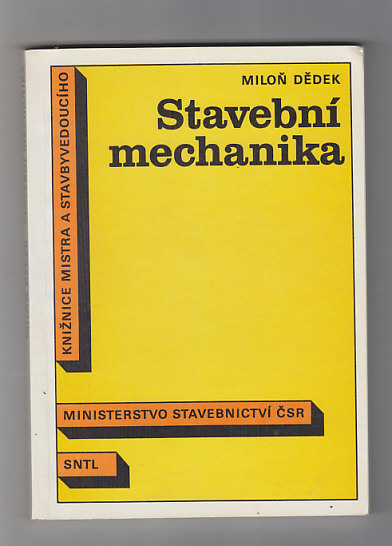 MILOŇ DĚDEK
Stavební
mechanika
KNIŽNICE MISTRA A STAVBYVEDOUCÍHO
MINISTERSTVO STAVEBNICTVÍ ČSR
SNTL